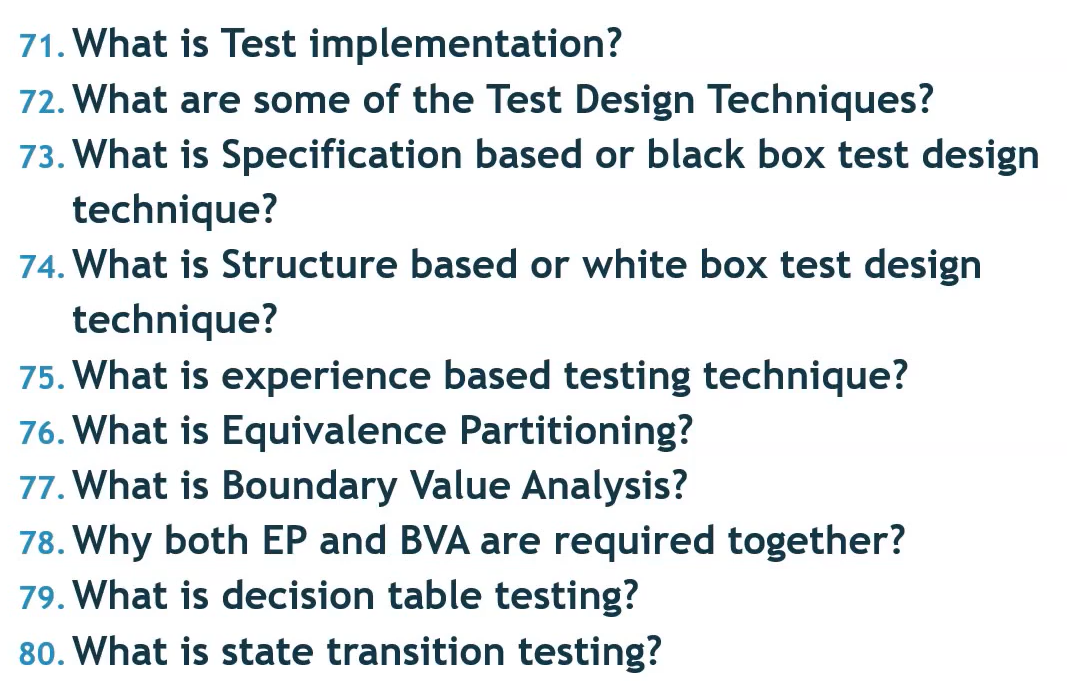 71. What is Test implementation?
72. What are some of the Test Design Techniques?
73. What is Specification based or black box test design
technique?
74. What is Structure based or white box test design
technique?
75. What is experience based testing technique?
76. What is Equivalence Partitioning?
77. What is Boundary Value Analysis?
78. Why both EP and BVA are required together?
79. What is decision table testing?
80. What is state transition testing?